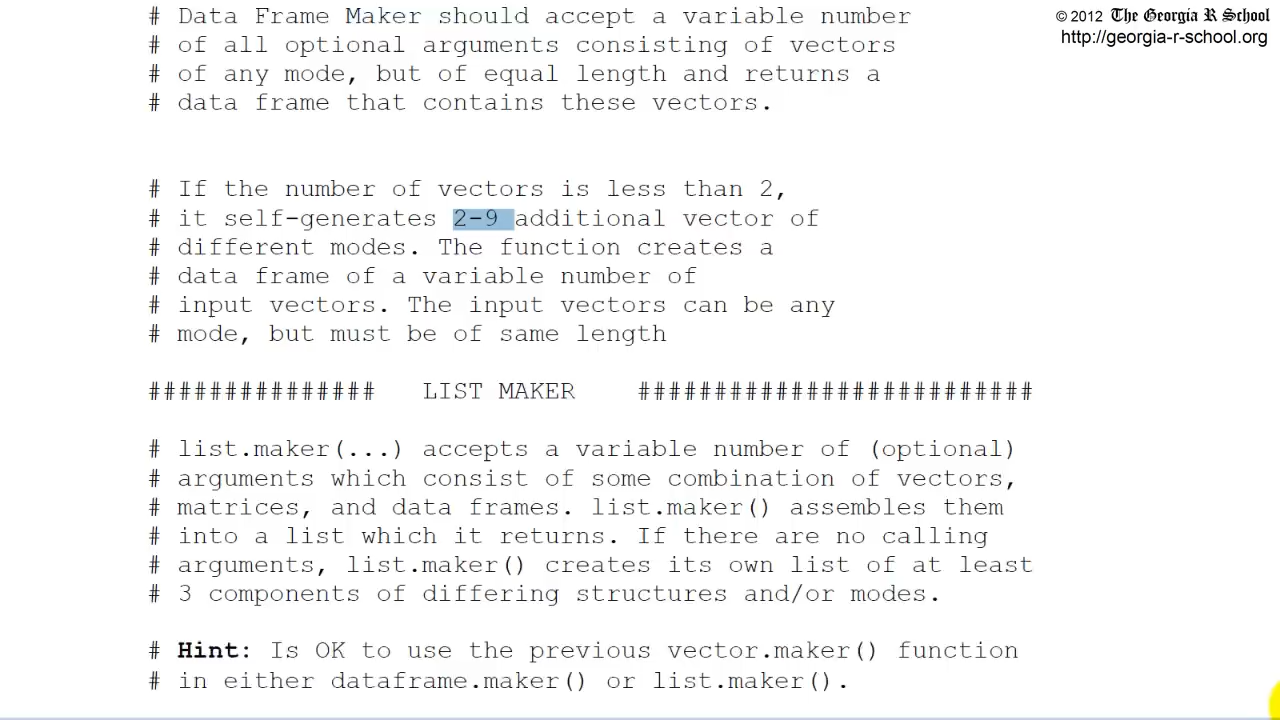 # Data Frame Maker should accept a variable number
© 2012 The Georgia R School
http://georgia-r-school.org
# of all optional arguments consisting of vectors
# of any mode, but of equal length and returns a
# data frame that contains these vectors.
# If the number of vectors is less than 2,
# it self-generates 2-9 additional vector of
# different modes. The function creates a
# data frame of a variable number of
# input vectors. The input vectors can be any
# mode, but must be of same length
############### LIST MAKER ##########################
# list.maker(...) accepts a variable number of (optional)
# arguments which consist of some combination of vectors,
# matrices, and data frames. list.maker() assembles them
# into a list which it returns. If there are no calling
# arguments, list.maker() creates its own list of at least
# 3 components of differing structures and/or modes.
# Hint: Is OK to use the previous vector.maker() function
# in either dataframe.maker() or list.maker().